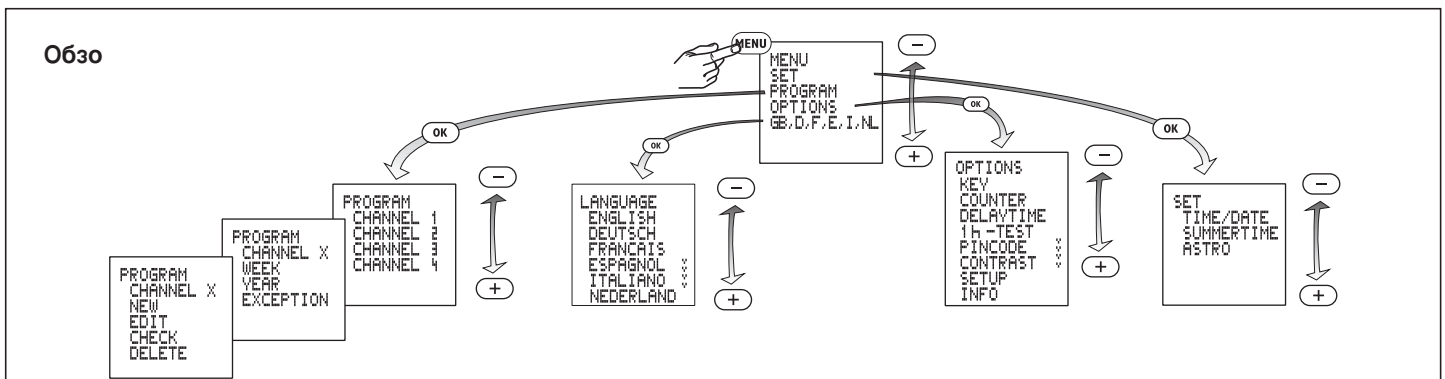 Обзо
MENU
MENU
SET
PROGRAM
OPTIONS
GB,D,F,E,I,NL
−
+
OK
OK
OK
OK
PROGRAM
CHANNEL X
NEW
EDIT
CHECK
DELETE
PROGRAM
CHANNEL X
WEEK
YEAR
EXCEPTION
PROGRAM
CHANNEL 1
CHANNEL 2
CHANNEL 3
CHANNEL 4
−
+
LANGUAGE
ENGLISH
DEUTSCH
FRANCAIS
ESPAGNOL
ITALIANO
NEDERLAND
−
+
OPTIONS
KEY
COUNTER
DELAYTIME
1h-TEST
PINCODE
CONTRAST
SETUP
INFO
−
+
SET
TIME/DATE
SUMMERTIME
ASTRO
−
+